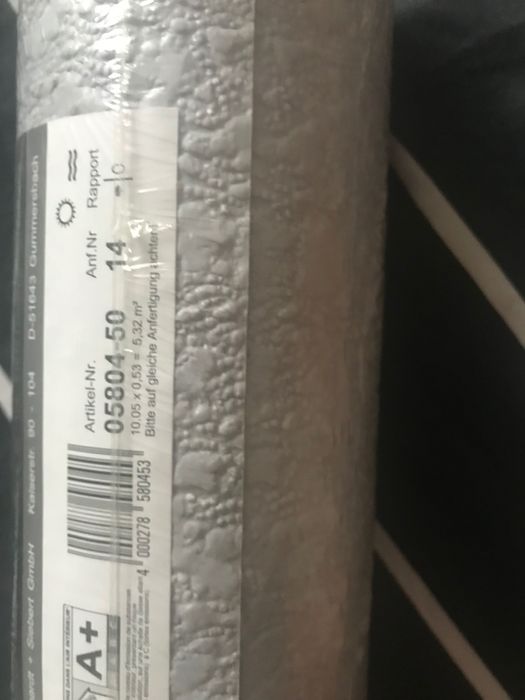 Siebert GmbH Kaiserstr. 90 - 104 D-51643 Gummersbach
Artikel-Nr. Anf.Nr Rapport
05804-50 14
10,05 x 0,53 = 5,32 m²
Bitte auf gleiche Anfertigung achten
4 000278 580453
A+